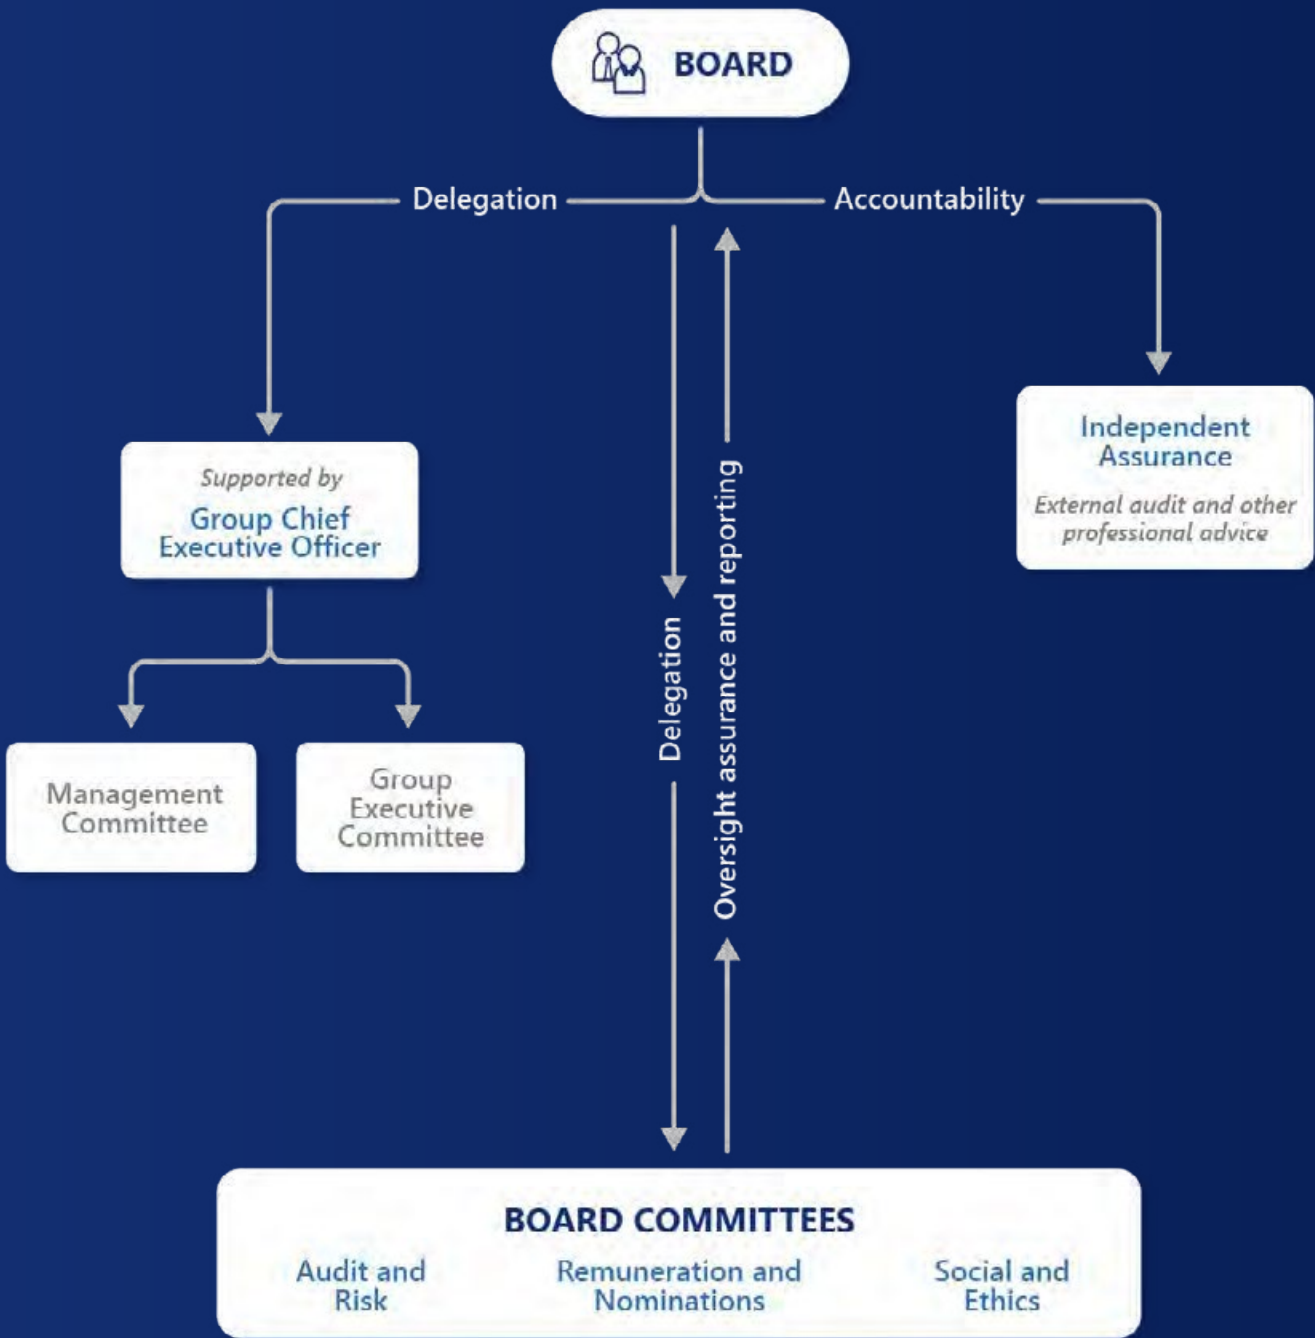 BOARD
Delegation
Accountability
Supported by
Group Chief
Executive Officer
Independent
Assurance
External audit and other
professional advice
Delegation
Oversight assurance and reporting
Management
Committee
Group
Executive
Committee
BOARD COMMITTEES
Audit and
Risk
Remuneration and
Nominations
Social and
Ethics